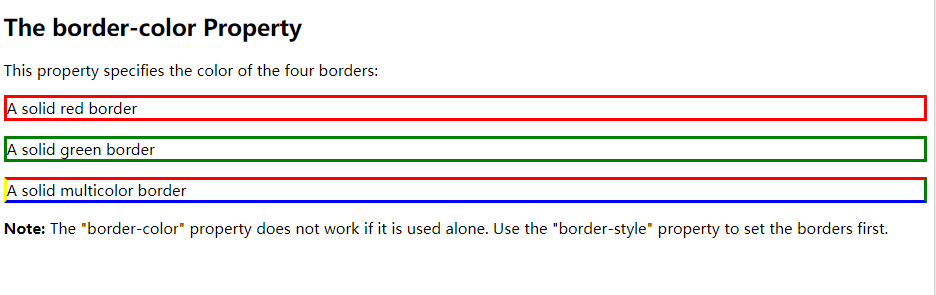 The border-color Property
This property specifies the color of the four borders:
A solid red border
A solid green border
A solid multicolor border
Note: The "border-color" property does not work if it is used alone. Use the "border-style" property to set the borders first.